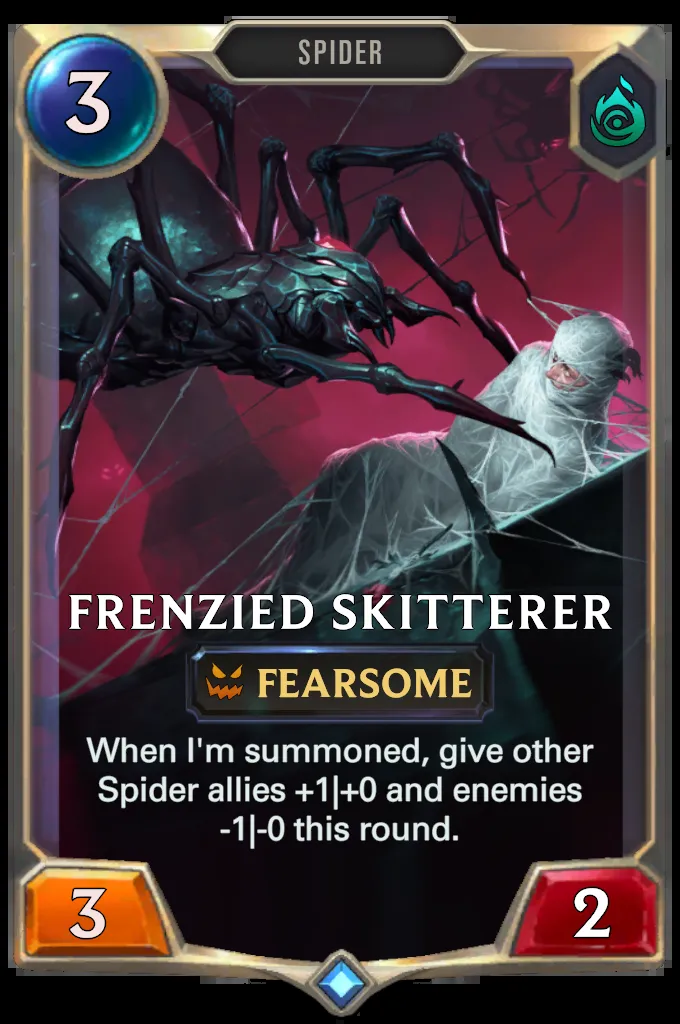 SPIDER
3
FRENZIED SKITTERER
FEARSOME
When I'm summoned, give other
Spider allies +1|+0 and enemies
-1|-0 this round.
3
2